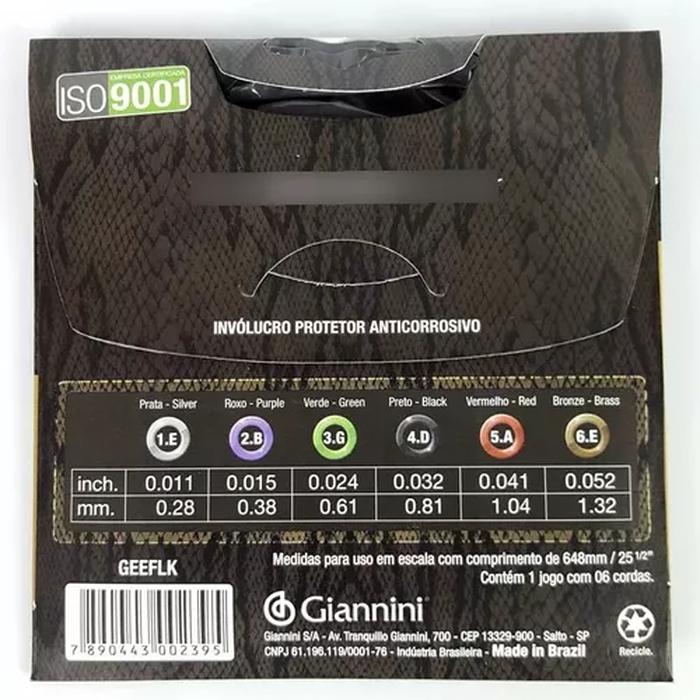 EMPRESA CERTIFICADA
ISO 9001
INVÓLUCRO PROTETOR ANTICORROSIVO
Prata - Silver Roxo - Purple Verde - Green Preto - Black Vermelho - Red Bronze - Brass
1.E 2.B 3.G 4.D 5.A 6.E
inch. 0.011 0.015 0.024 0.032 0.041 0.052
mm. 0.28 0.38 0.61 0.81 1.04 1.32
GEEFLK
Medidas para uso em escala com comprimento de 648mm / 25 1/2"
Contém 1 jogo com 06 cordas.
7 890443 002395
Giannini
Giannini S/A - Av. Tranquillo Giannini, 700 - CEP 13329-900 - Salto - SP
CNPJ 61.196.119/0001-76 - Indústria Brasileira - Made in Brazil
Recicle.